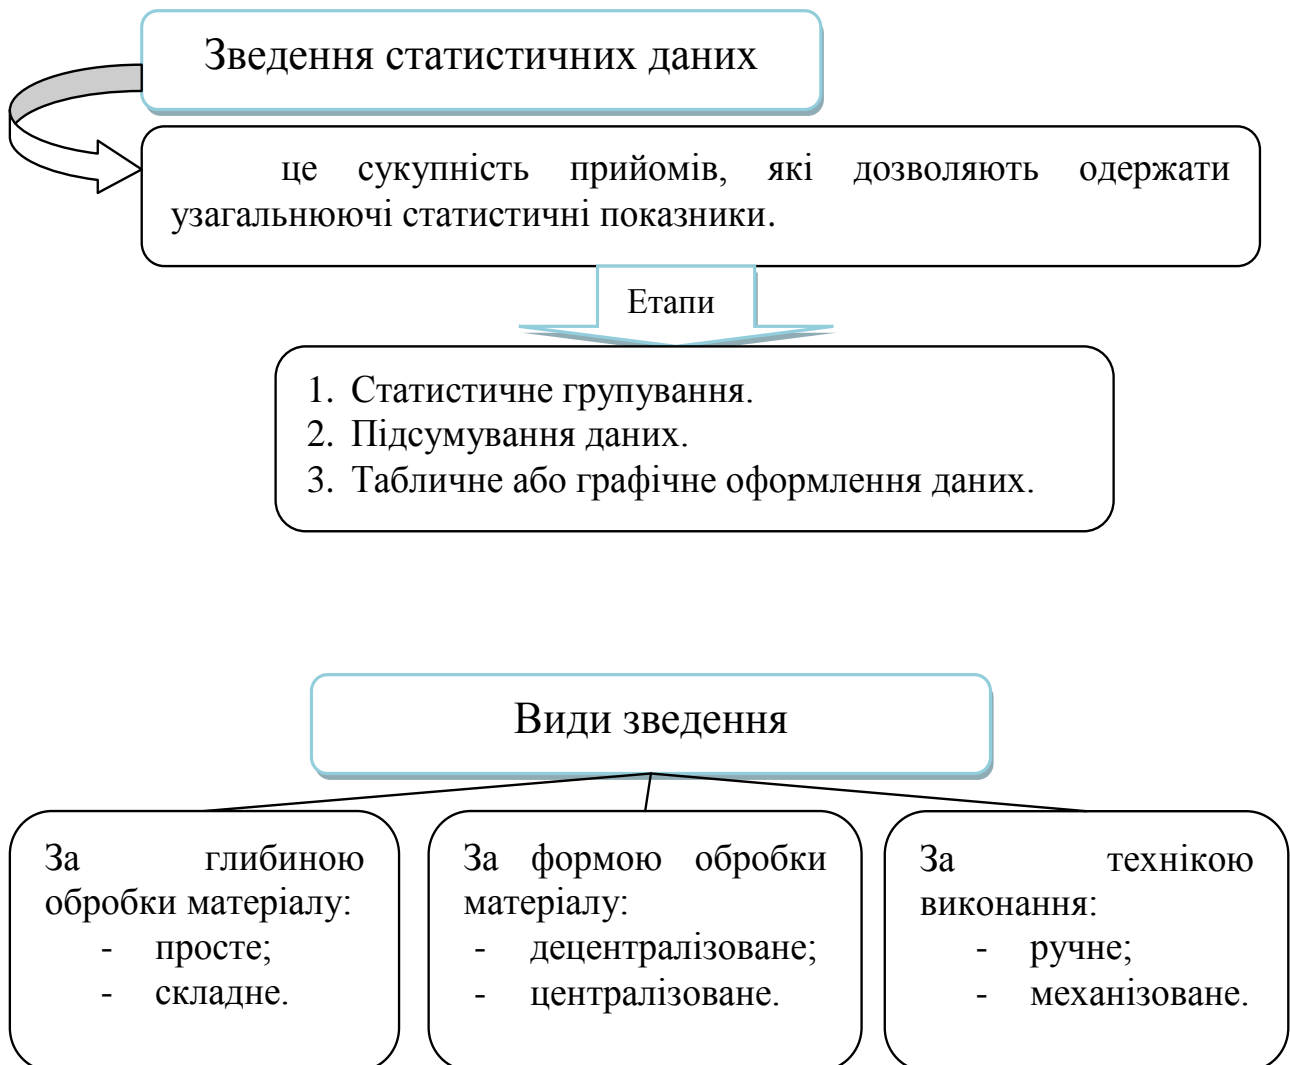 Зведення статистичних даних
це сукупність прийомів, які дозволяють одержати
узагальнюючі статистичні показники.
Етапи
1. Статистичне групування.
2. Підсумування даних.
3. Табличне або графічне оформлення даних.
Види зведення
За глибиною
обробки матеріалу:
- просте;
- складне.
За формою обробки
матеріалу:
- децентралізоване;
- централізоване.
За технікою
виконання:
- ручне;
- механізоване.